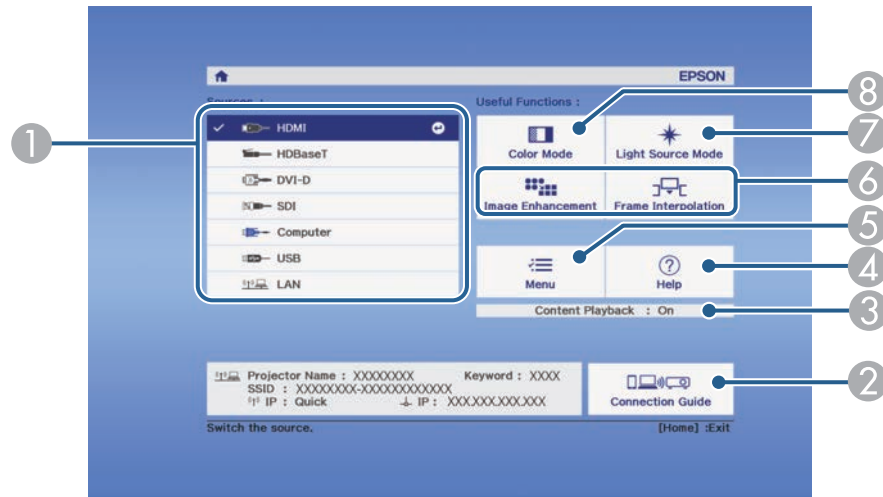 EPSON
Sources :
Useful Functions :
HDMI
HDBaseT
DVI-D
SDI
Computer
USB
LAN
Color Mode
Light Source Mode
Image Enhancement
Frame Interpolation
Menu
Help
Content Playback : On
Projector Name : XXXXXXXX Keyword : XXXX
SSID : XXXXXXXX-XXXXXXXXXXXX
IP : Quick IP : XXX.XXX.XXX.XXX
Connection Guide
Switch the source. [Home] :Exit
1
8
7
6
5
4
3
2